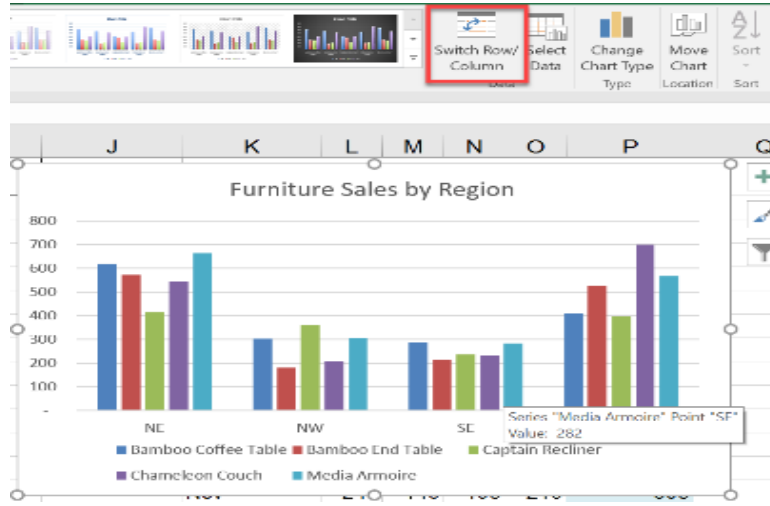 Switch Row/ Select Change Move Sort
Column Data Chart Type Chart
Data Type Location Sort
J K L M N O P Q
Furniture Sales by Region
800
700
600
500
400
300
200
100
-
NE NW SE
Series "Media Armoire" Point "SE"
Value: 282
Bamboo Coffee Table Bamboo End Table Captain Recliner
Chameleon Couch Media Armoire